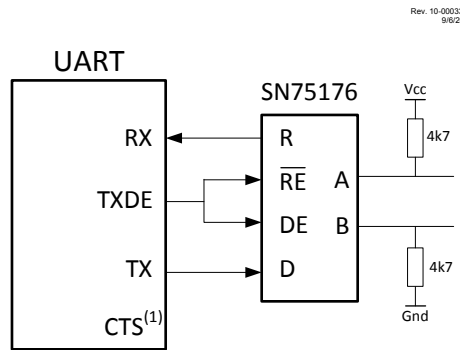 Rev. 10-0003
9/6/2
UART
SN75176
Vcc
RX
R
4k7
RE
A
TXDE
DE
B
TX
D
4k7
CTS(1)
Gnd